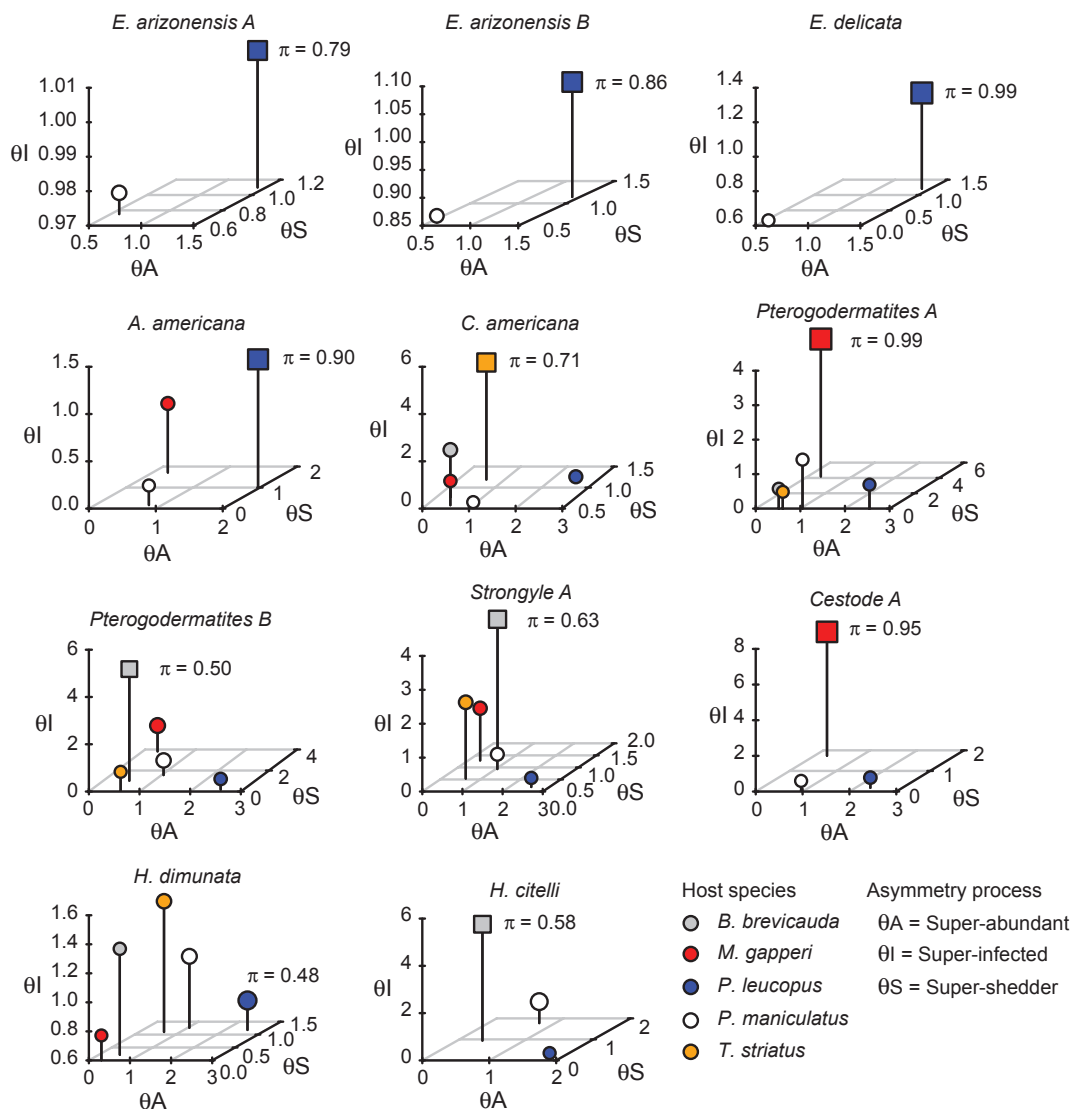 E. arizonensis A
E. arizonensis B
E. delicata
π = 0.79
π = 0.86
π = 0.99
1.01
1.00
0.99
0.98
0.97
θI
0.5 1.0 1.5
θA
0.6 0.8 1.0 1.2
θS
1.10
1.05
1.00
0.95
0.90
0.85
θI
0.5 1.0 1.5
θA
0.5 1.0 1.5
θS
1.4
1.2
1.0
0.8
0.6
θI
0.5 1.0 1.5
θA
0.0 0.5 1.0 1.5
θS
A. americana
C. americana
Pterogodermatites A
π = 0.90
π = 0.71
π = 0.99
1.5
1.0
0.5
0.0
θI
0 1 2
θA
0 1 2
θS
6
4
2
0
θI
0 1 2 3
θA
0.5 1.0 1.5
θS
4
4
2
1
0
θI
0 1 2 3
θA
0 2 4 6
θS
Pterogodermatites B
Strongyle A
Cestode A
π = 0.50
π = 0.63
π = 0.95
6
4
2
0
θI
0 1 2 3
θA
0 2 4
θS
4
3
2
1
0
θI
0 1 2 30
θA
0.0 0.5 1.0 1.5 2.0
θS
8
6
4
2
0
θI
0 1 2 3
θA
0 1 2
θS
H. dimunata
H. citelli
π = 0.48
π = 0.58
1.6
1.4
1.2
1.0
0.8
0.6
θI
0 1 2 3
θA
0.0 0.5 1.0 1.5
θS
6
4
2
0
θI
0 1 2
θA
0 1 2
θS
Host species
B. brevicauda
M. gapperi
P. leucopus
P. maniculatus
T. striatus
Asymmetry process
θA = Super-abundant
θI = Super-infected
θS = Super-shedder